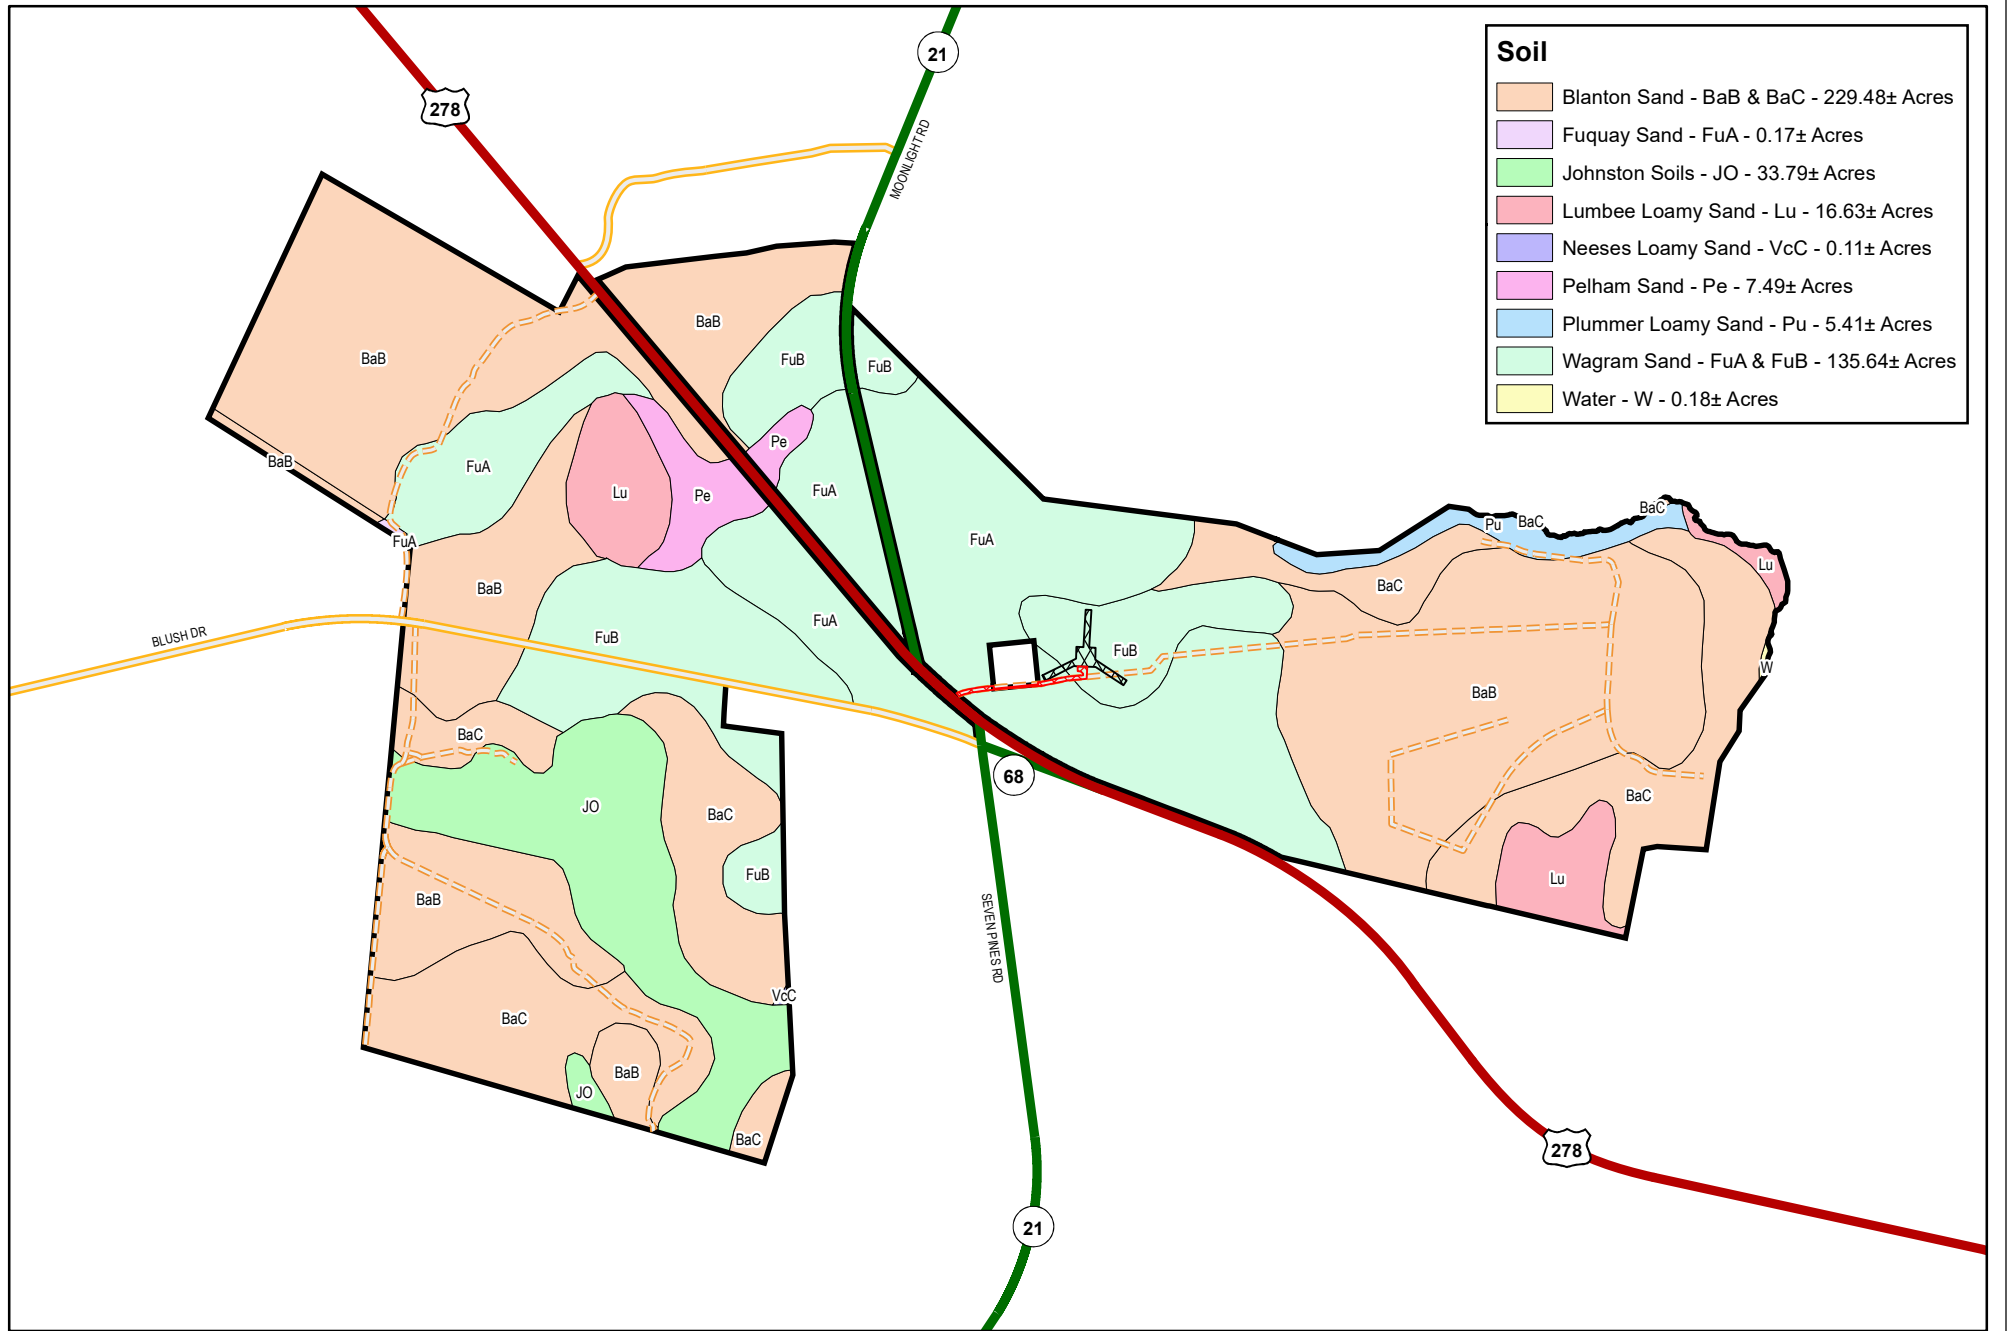 21
278
Soil
Blanton Sand - BaB & BaC - 229.48± Acres
Fuquay Sand - FuA - 0.17± Acres
Johnston Soils - JO - 33.79± Acres
Lumbee Loamy Sand - Lu - 16.63± Acres
Neeses Loamy Sand - VcC - 0.11± Acres
Pelham Sand - Pe - 7.49± Acres
Plummer Loamy Sand - Pu - 5.41± Acres
Wagram Sand - FuA & FuB - 135.64± Acres
Water - W - 0.18± Acres
MOONLIGHT RD
BaB
BaB
FuB
FuB
Pe
BaB
FuA
Lu
Pe
FuA
FuA
FuA
Pu
BaC
BaC
Lu
BaB
BaC
FuA
FuB
FuB
BLUSH DR
W
BaB
BaC
68
BaC
JO
BaC
FuB
Lu
BaB
SEVEN PINES RD
VcC
BaC
BaB
JO
BaC
278
21